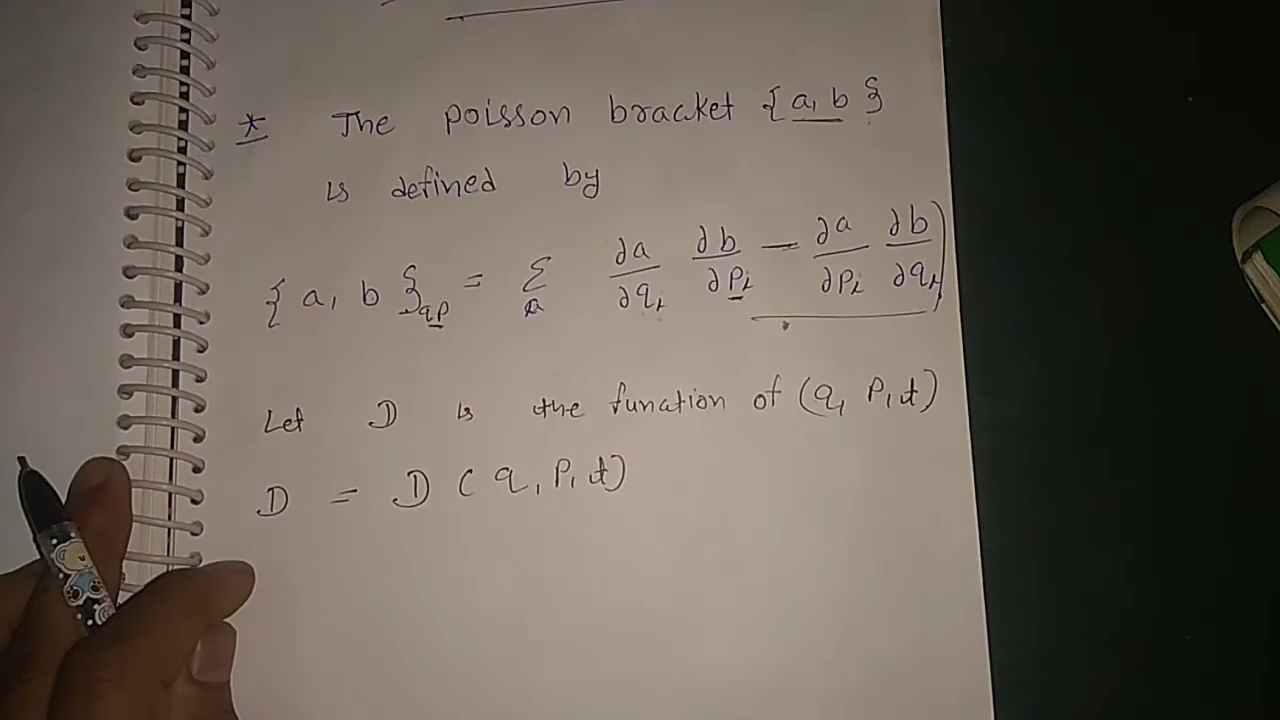 * The poisson bracket {a, b}
is defined by
{a, b}qp = Σ ∂a/∂qi ∂b/∂pi - ∂a/∂pi ∂b/∂qi)
Let D is the function of (q, P, t)
D = D (q, P, t)